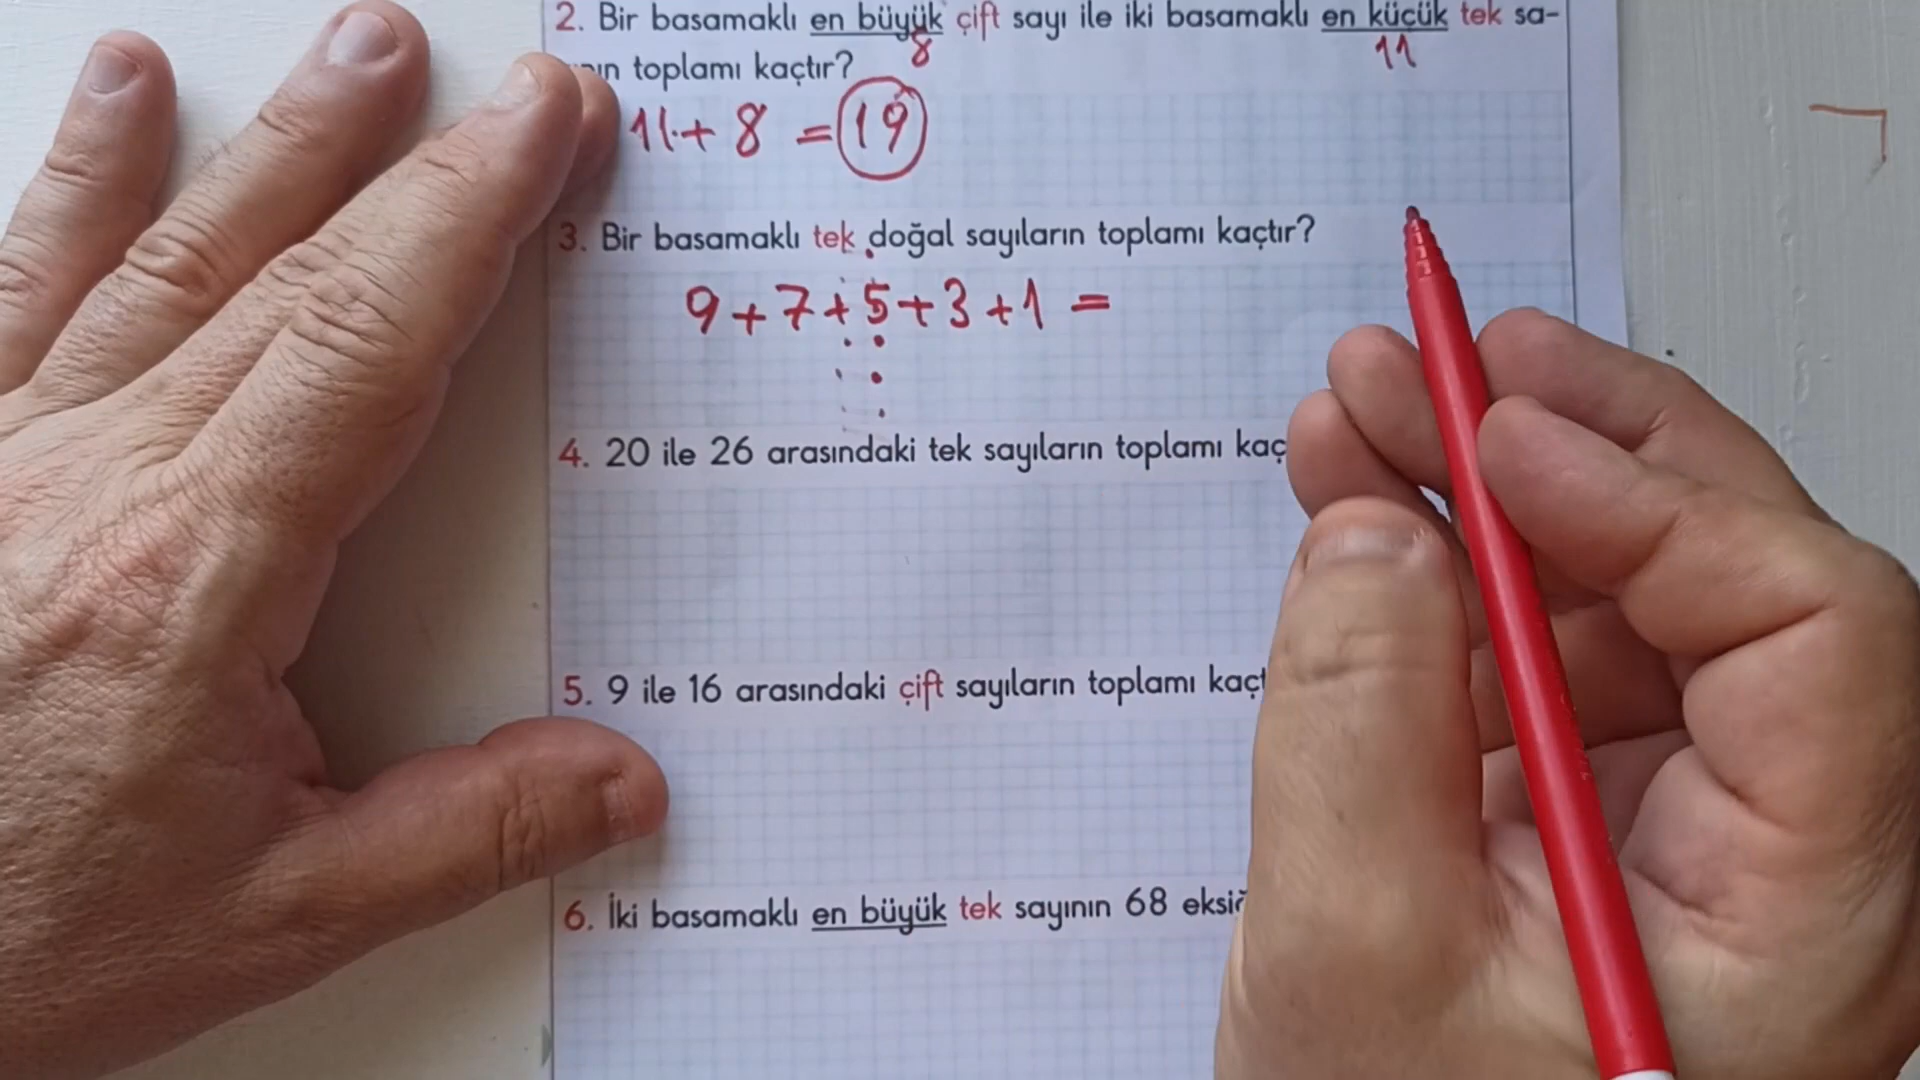 2. Bir basamaklı en büyük çift sayı ile iki basamaklı en küçük tek sa-
8 11
toplamı kaçtır?
11+ 8 = 19
3. Bir basamaklı tek doğal sayıların toplamı kaçtır?
9+7+5+3+1 =
4. 20 ile 26 arasındaki tek sayıların toplamı
5. 9 ile 16 arasındaki çift sayıların toplamı
6. İki basamaklı en büyük tek sayının 68